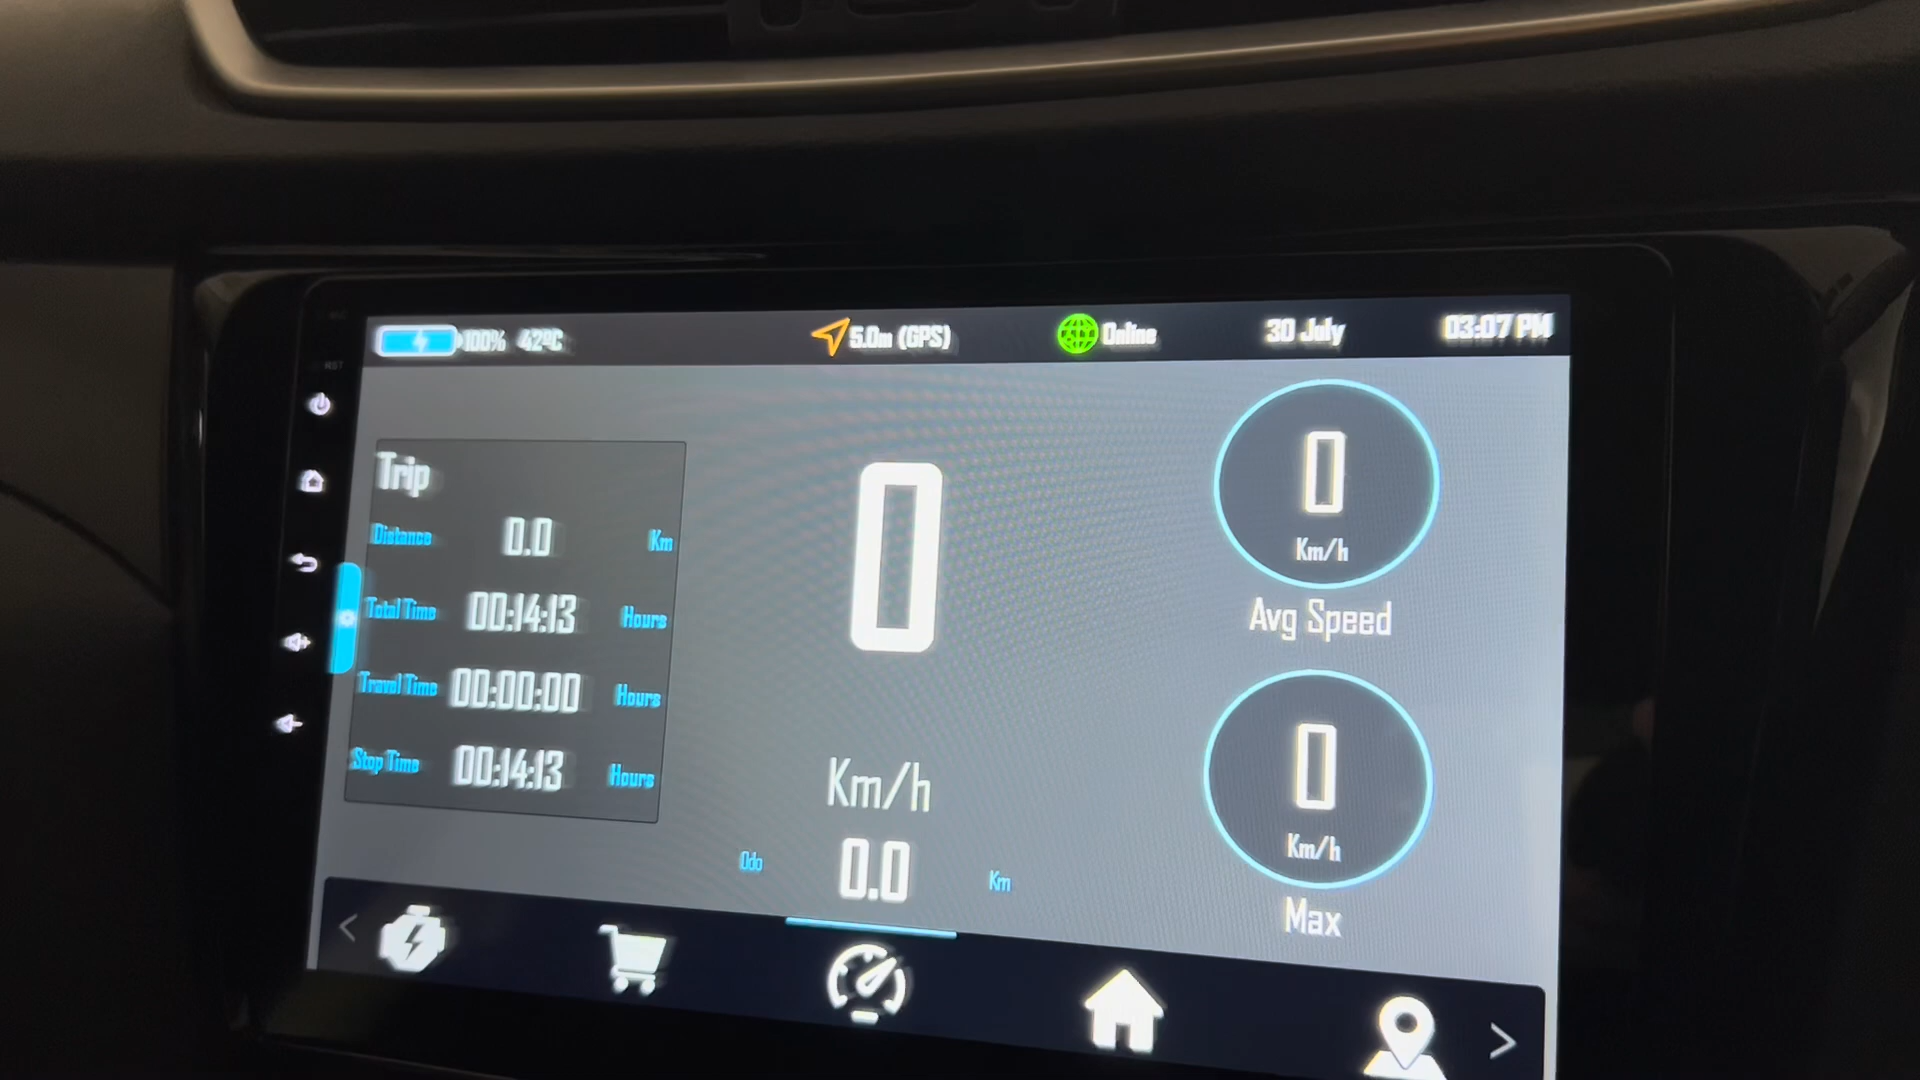 100% 42ºC 5.0m (GPS) Online 30 July 03:07 PM
Trip
Distance 0.0 Km
Total Time 00:14:13 Hours
Travel Time 00:00:00 Hours
Stop Time 00:14:13 Hours
0
Km/h
Odo 0.0 Km
0
Km/h
Avg Speed
0
Km/h
Max
RST